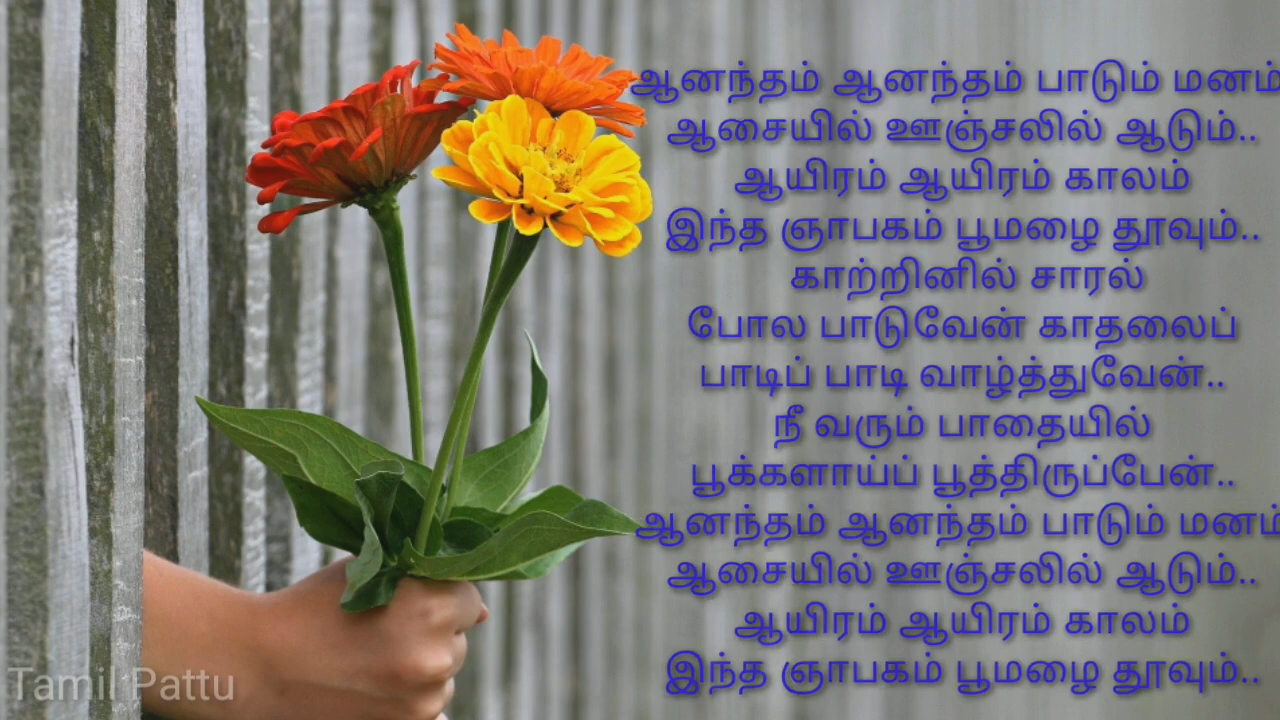 ஆனந்தம் ஆனந்தம் பாடும் மனம்
ஆசையில் ஊஞ்சலில் ஆடும்..
ஆயிரம் ஆயிரம் காலம்
இந்த ஞாபகம் பூமழை தூவும்..
காற்றினில் சாரல்
போல பாடுவேன் காதலைப்
பாடிப் பாடி வாழ்த்துவேன்..
நீ வரும் பாதையில்
பூக்களாய்ப் பூத்திருப்பேன்..
ஆனந்தம் ஆனந்தம் பாடும் மனம்
ஆசையில் ஊஞ்சலில் ஆடும்..
ஆயிரம் ஆயிரம் காலம்
இந்த ஞாபகம் பூமழை தூவும்..
Tamil Pattu